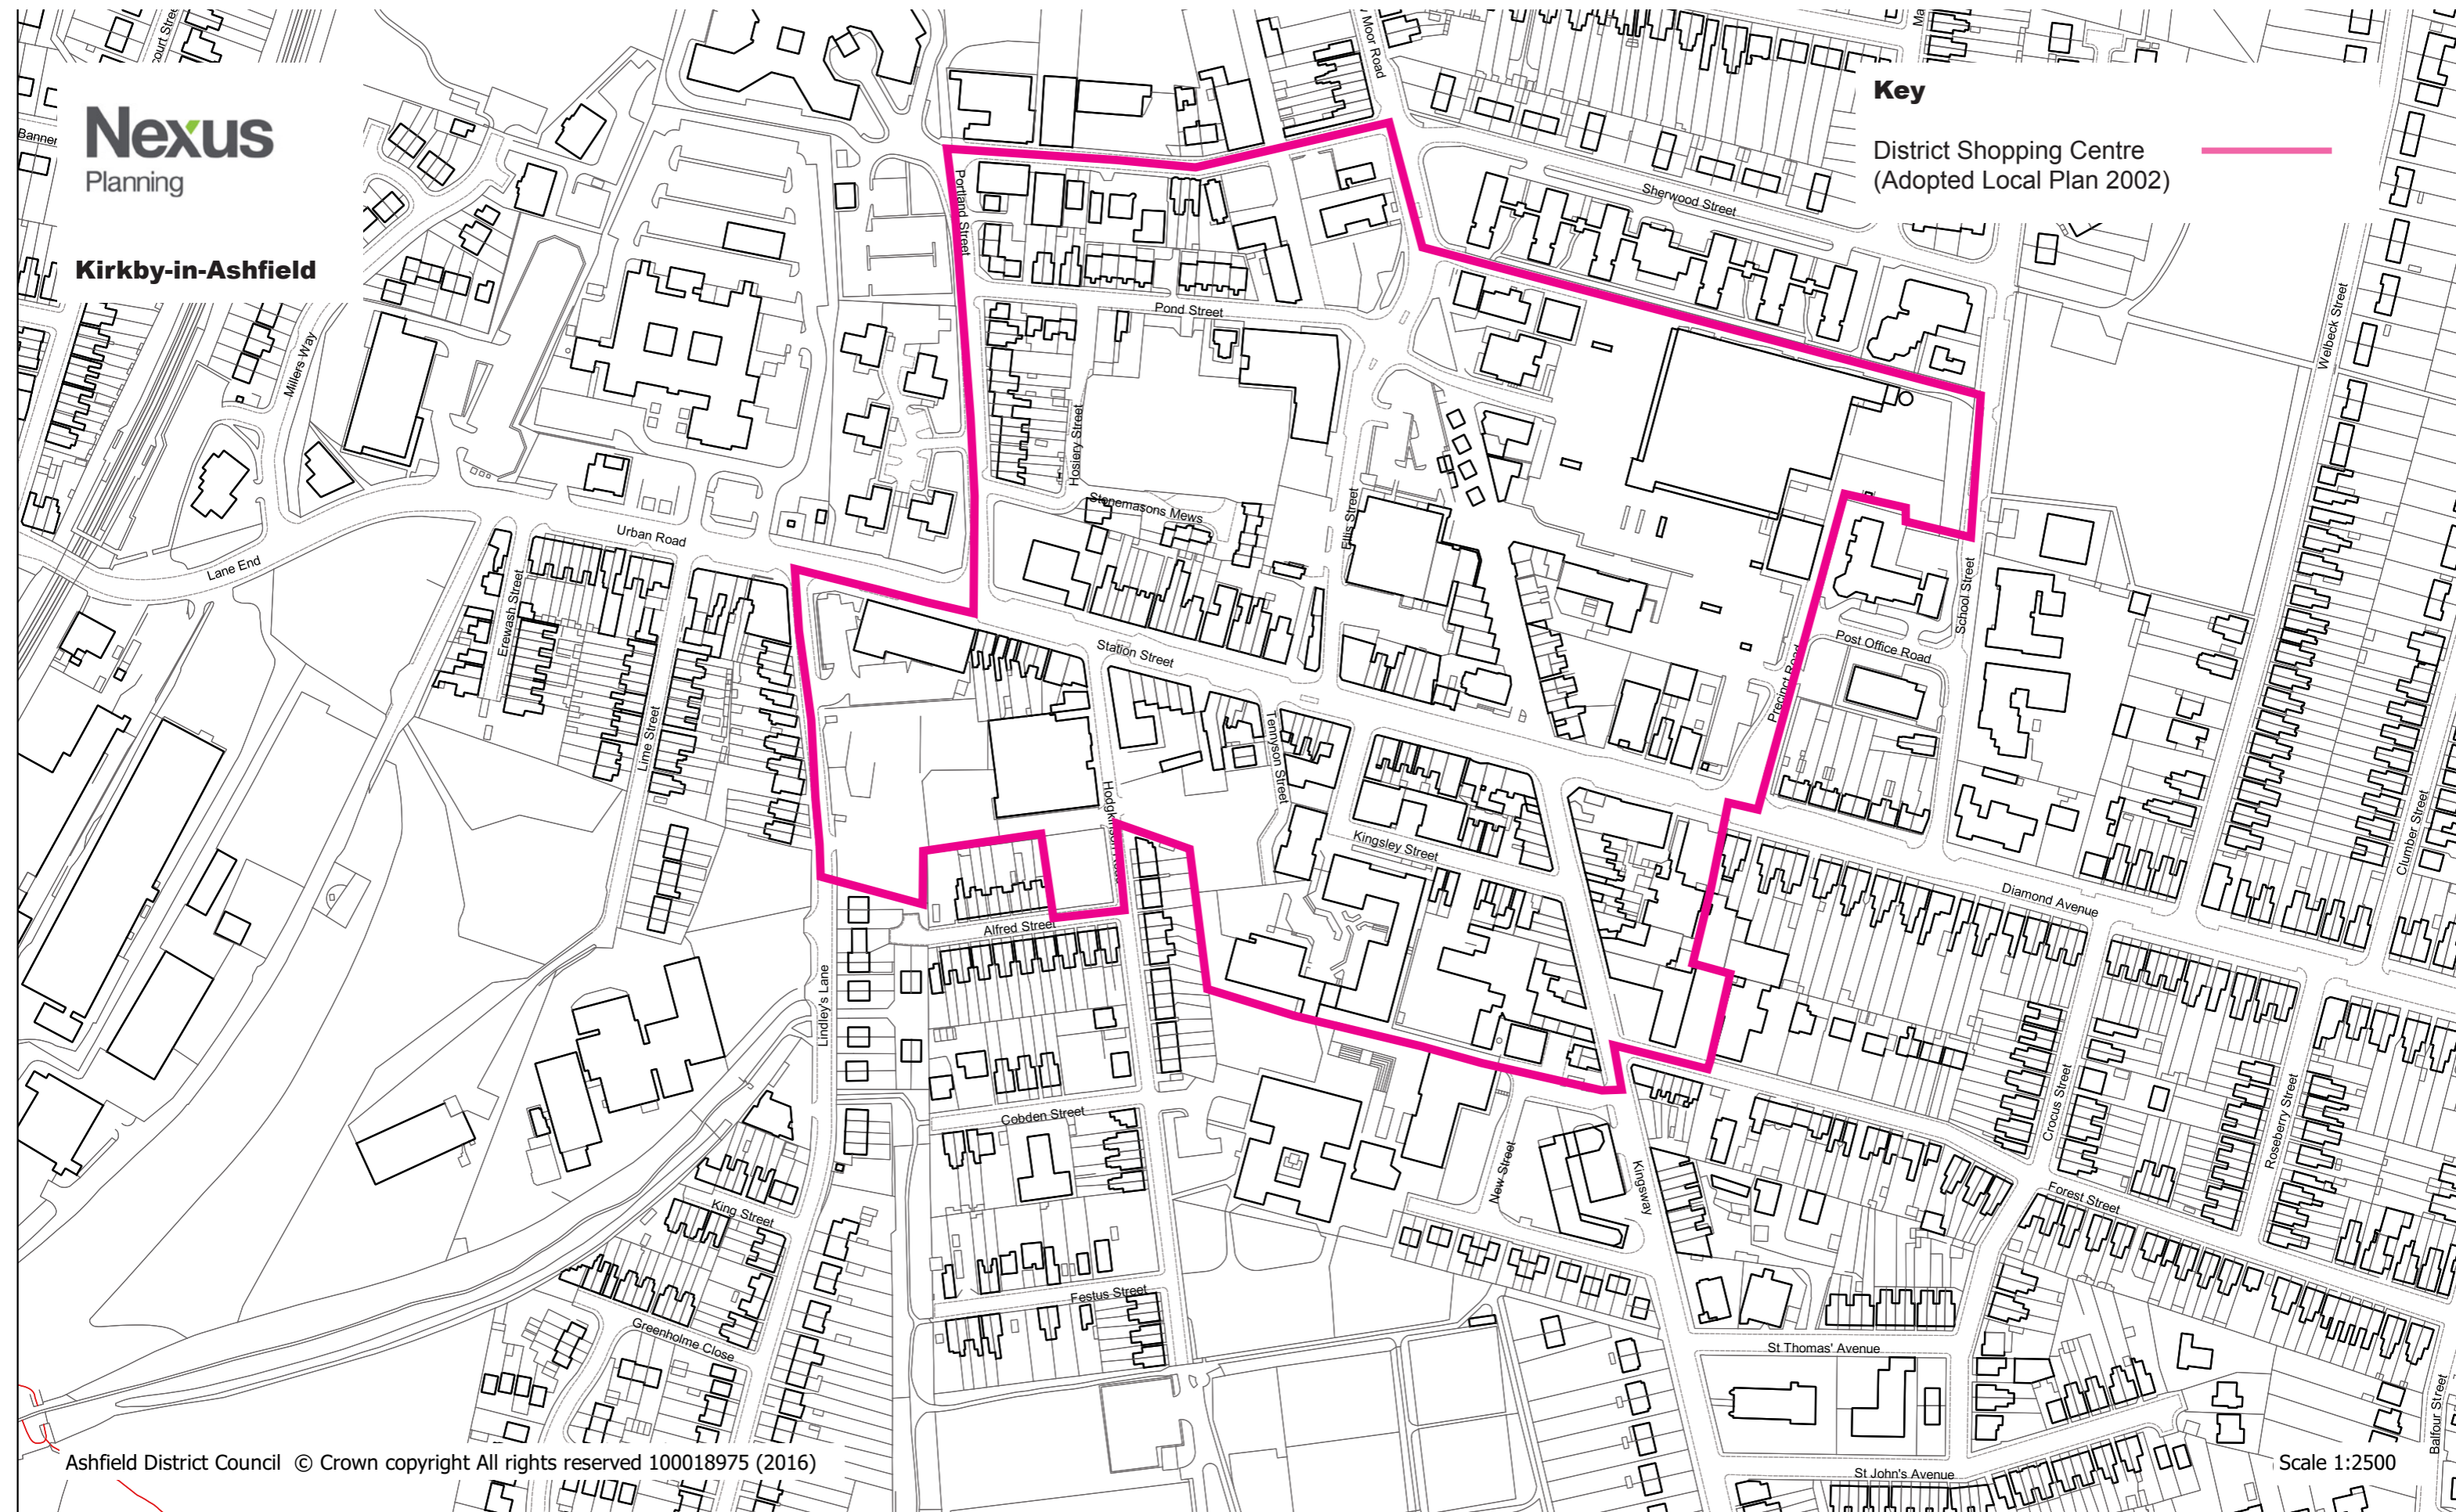 Nexus
Planning
Kirkby-in-Ashfield
Key
District Shopping Centre
(Adopted Local Plan 2002)
Moor Road
Sherwood Street
Portland Street
Pond Street
Welbeck Street
Millers Way
Hosiery Street
Stonemasons Mews
Ellis Street
Urban Road
Lane End
Erewash Street
Lime Street
Station Street
School Street
Post Office Road
Precinct Road
Tennyson Street
Kingsley Street
Clumber Street
Diamond Avenue
Alfred Street
Lindley's Lane
Cobden Street
Crocus Street
Roseberry Street
New Street
Kingsway
Forest Street
King Street
Festus Street
Greenholme Close
St Thomas' Avenue
Balfour Street
St John's Avenue
Ashfield District Council © Crown copyright All rights reserved 100018975 (2016)
Scale 1:2500